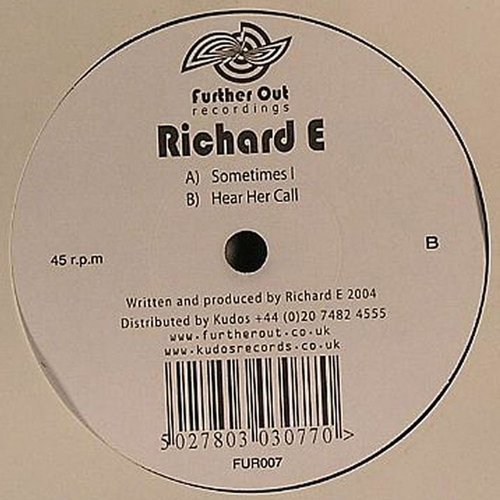 Further Out
recordings
Richard E
A) Sometimes I
B) Hear Her Call
45 r.p.m
B
Written and produced by Richard E 2004
Distributed by Kudos +44 (0)20 7482 4555
www.furtherout.co.uk
www.kudosrecords.co.uk
5 027803 030770 >
FUR007